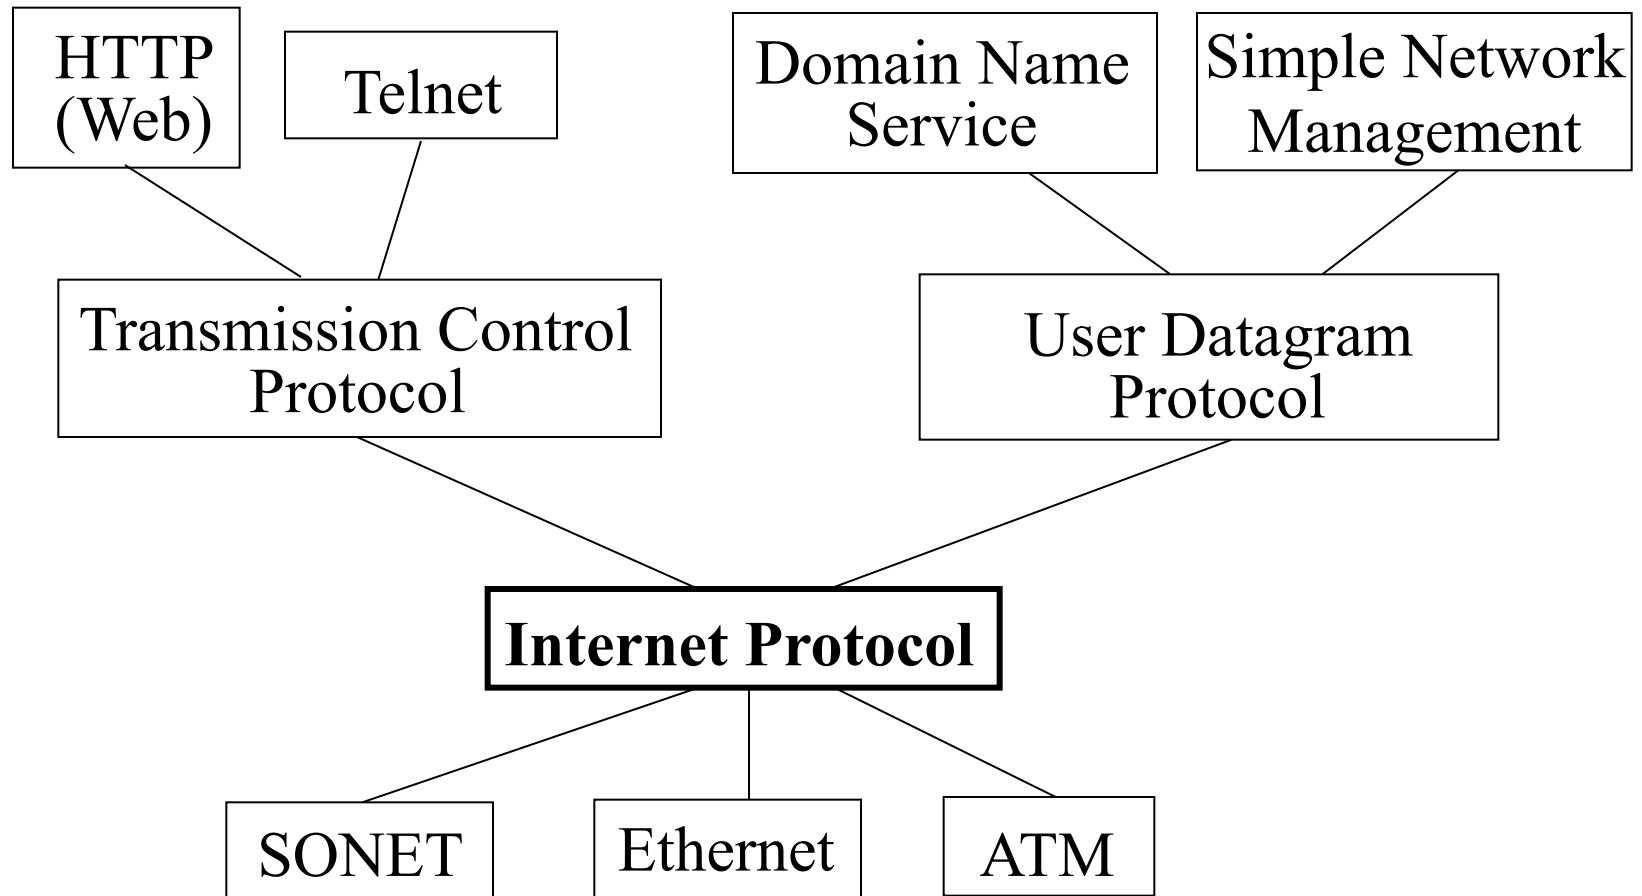 HTTP
(Web)
Telnet
Domain Name
Service
Simple Network
Management
Transmission Control
Protocol
User Datagram
Protocol
Internet Protocol
SONET
Ethernet
ATM